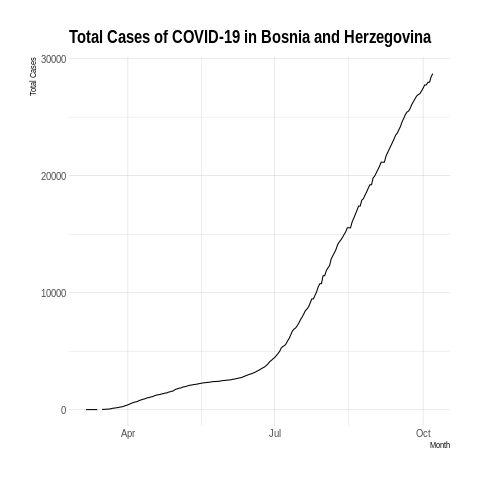 Total Cases of COVID-19 in Bosnia and Herzegovina
Total Cases
30000
20000
10000
0
Apr
Jul
Oct
Month